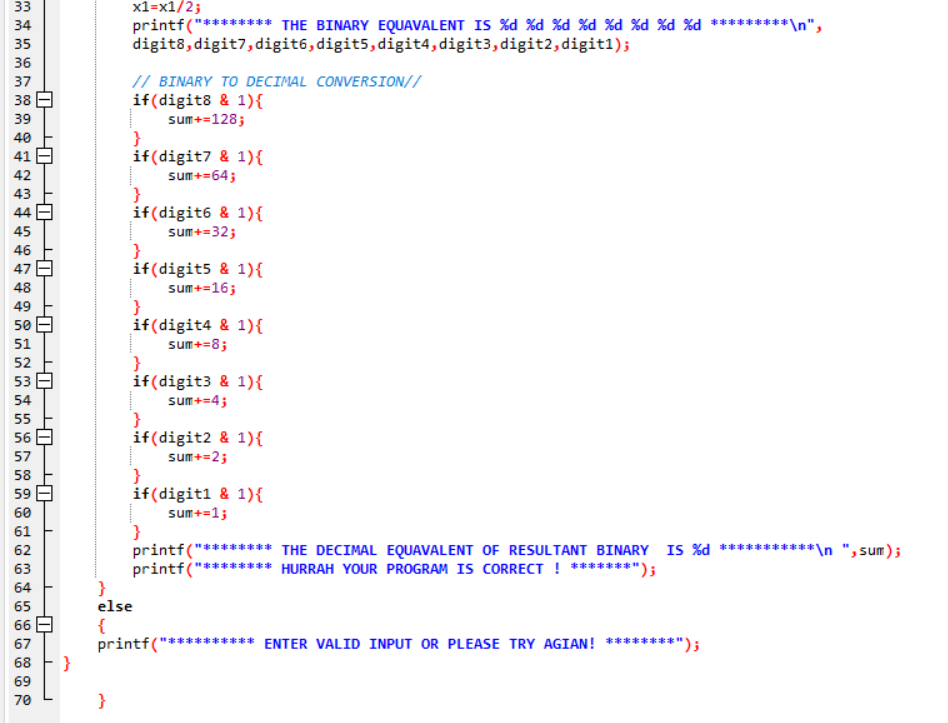 33 x1=x1/2;
34 printf("******** THE BINARY EQUAVALENT IS %d %d %d %d %d %d %d %d *********\n",
35 digit8,digit7,digit6,digit5,digit4,digit3,digit2,digit1);
36
37 // BINARY TO DECIMAL CONVERSION//
38 if(digit8 & 1){
39 sum+=128;
40 }
41 if(digit7 & 1){
42 sum+=64;
43 }
44 if(digit6 & 1){
45 sum+=32;
46 }
47 if(digit5 & 1){
48 sum+=16;
49 }
50 if(digit4 & 1){
51 sum+=8;
52 }
53 if(digit3 & 1){
54 sum+=4;
55 }
56 if(digit2 & 1){
57 sum+=2;
58 }
59 if(digit1 & 1){
60 sum+=1;
61 }
62 printf("******** THE DECIMAL EQUAVALENT OF RESULTANT BINARY  IS %d ***********\n ",sum);
63 printf("******** HURRAH YOUR PROGRAM IS CORRECT ! *******");
64 }
65 else
66 {
67 printf("********** ENTER VALID INPUT OR PLEASE TRY AGIAN! ********");
68 }
69
70 }